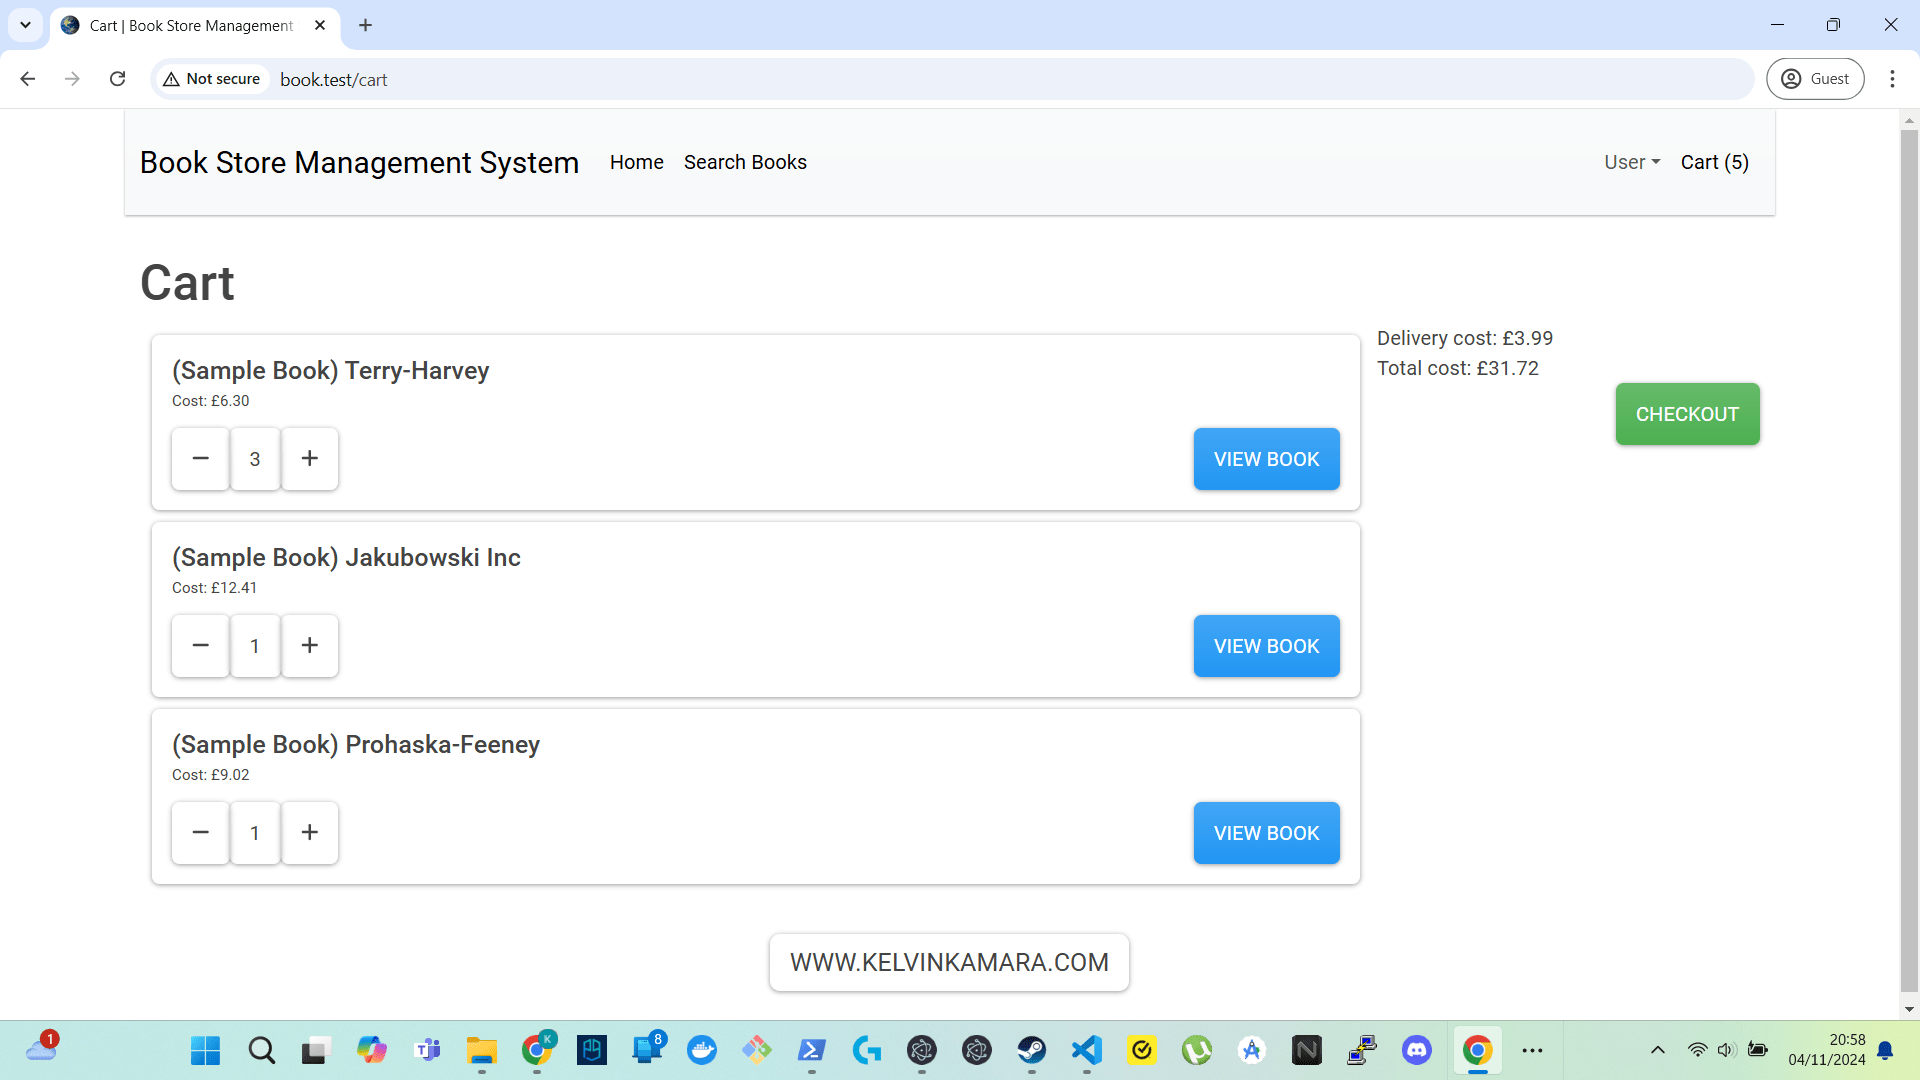 Cart | Book Store Management
Not secure
book.test/cart
Guest
Book Store Management System
Home
Search Books
User
Cart (5)
Cart
(Sample Book) Terry-Harvey
Cost: £6.30
3
VIEW BOOK
(Sample Book) Jakubowski Inc
Cost: £12.41
1
VIEW BOOK
(Sample Book) Prohaska-Feeney
Cost: £9.02
1
VIEW BOOK
Delivery cost: £3.99
Total cost: £31.72
CHECKOUT
WWW.KELVINKAMARA.COM
1
K
8
20:58
04/11/2024